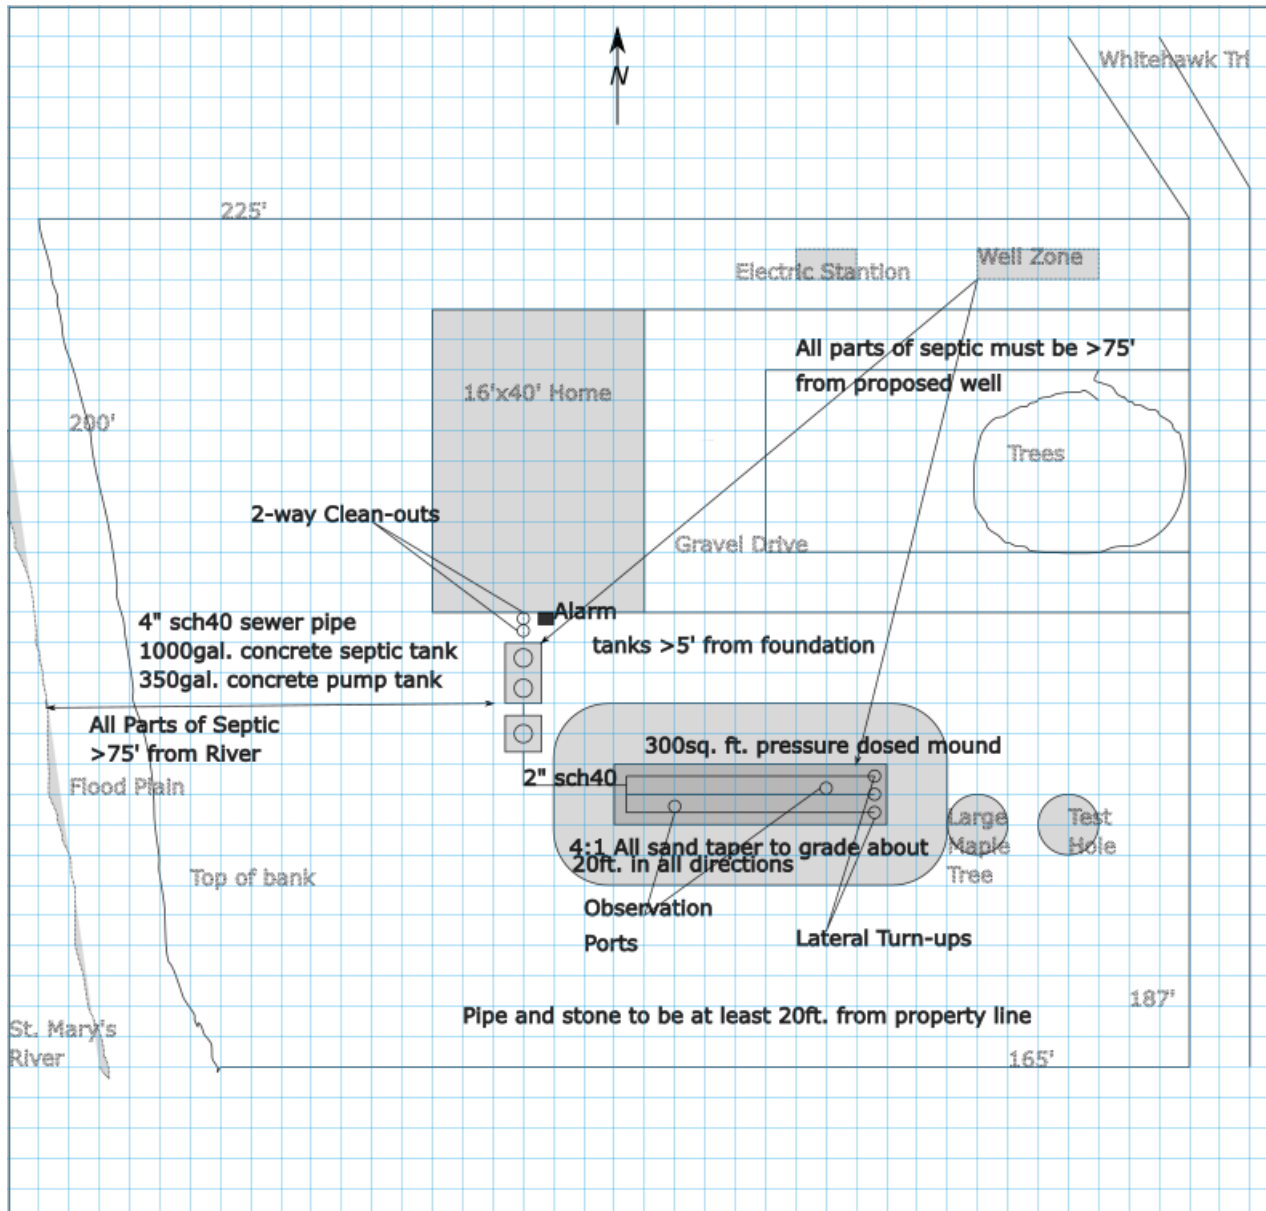 N
Whitehawk Trl
225'
Well Zone
Electric Stantion
All parts of septic must be >75'
from proposed well
16'x40' Home
200'
Trees
2-way Clean-outs
Gravel Drive
Alarm
4" sch40 sewer pipe
1000gal. concrete septic tank
350gal. concrete pump tank
tanks >5' from foundation
All Parts of Septic
>75' from River
300sq. ft. pressure dosed mound
2" sch40
Flood Plain
Large
Maple
Tree
Test
Hole
4:1 All sand taper to grade about
20ft. in all directions
Top of bank
Observation
Ports
Lateral Turn-ups
187'
Pipe and stone to be at least 20ft. from property line
St. Mary's
River
165'